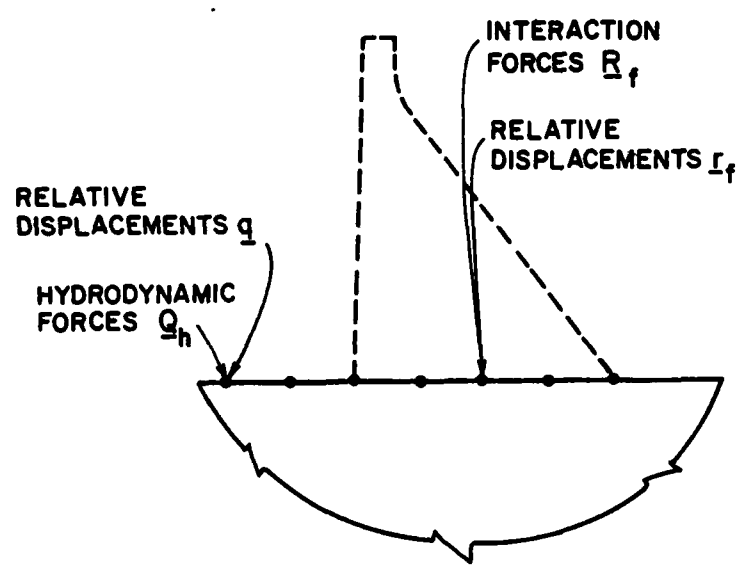 INTERACTION
FORCES R_f
RELATIVE
DISPLACEMENTS r_f
RELATIVE
DISPLACEMENTS q
HYDRODYNAMIC
FORCES Q_h